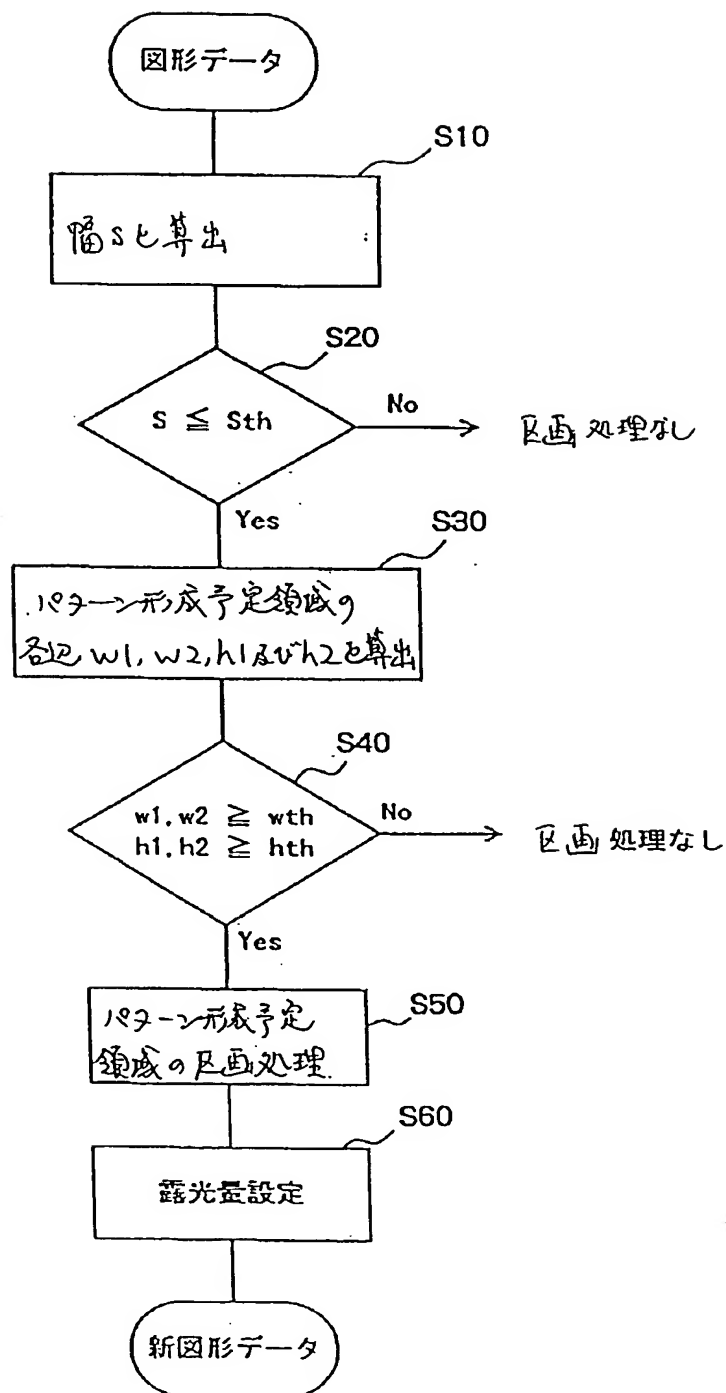 図形データ
S10
幅Sを算出
S20
S ≦ Sth
No
区画処理なし
Yes
S30
パターン形成予定領域の
各辺、w1, w2, h1及びh2を算出
S40
w1.w2 ≧ wth
h1.h2 ≧ hth
No
区画処理なし
Yes
S50
パターン形成予定
領域の区画処理
S60
露光量設定
新図形データ